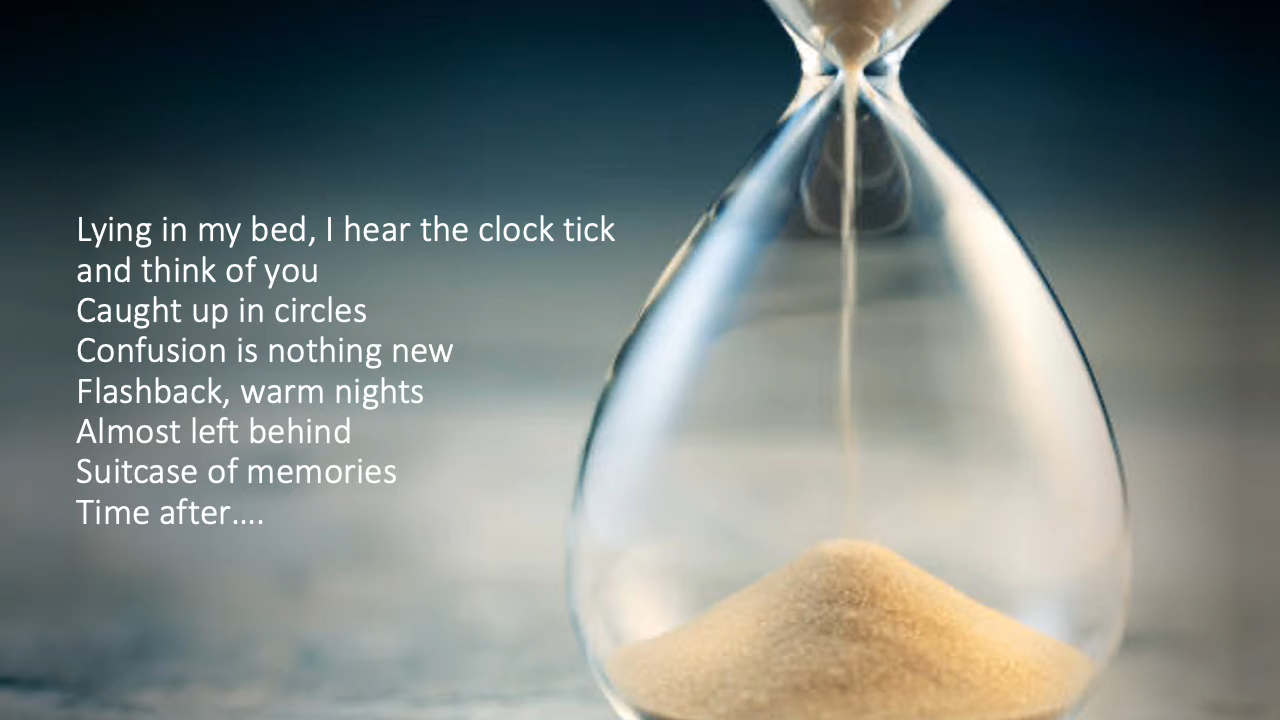 Lying in my bed, I hear the clock tick
and think of you
Caught up in circles
Confusion is nothing new
Flashback, warm nights
Almost left behind
Suitcase of memories
Time after….